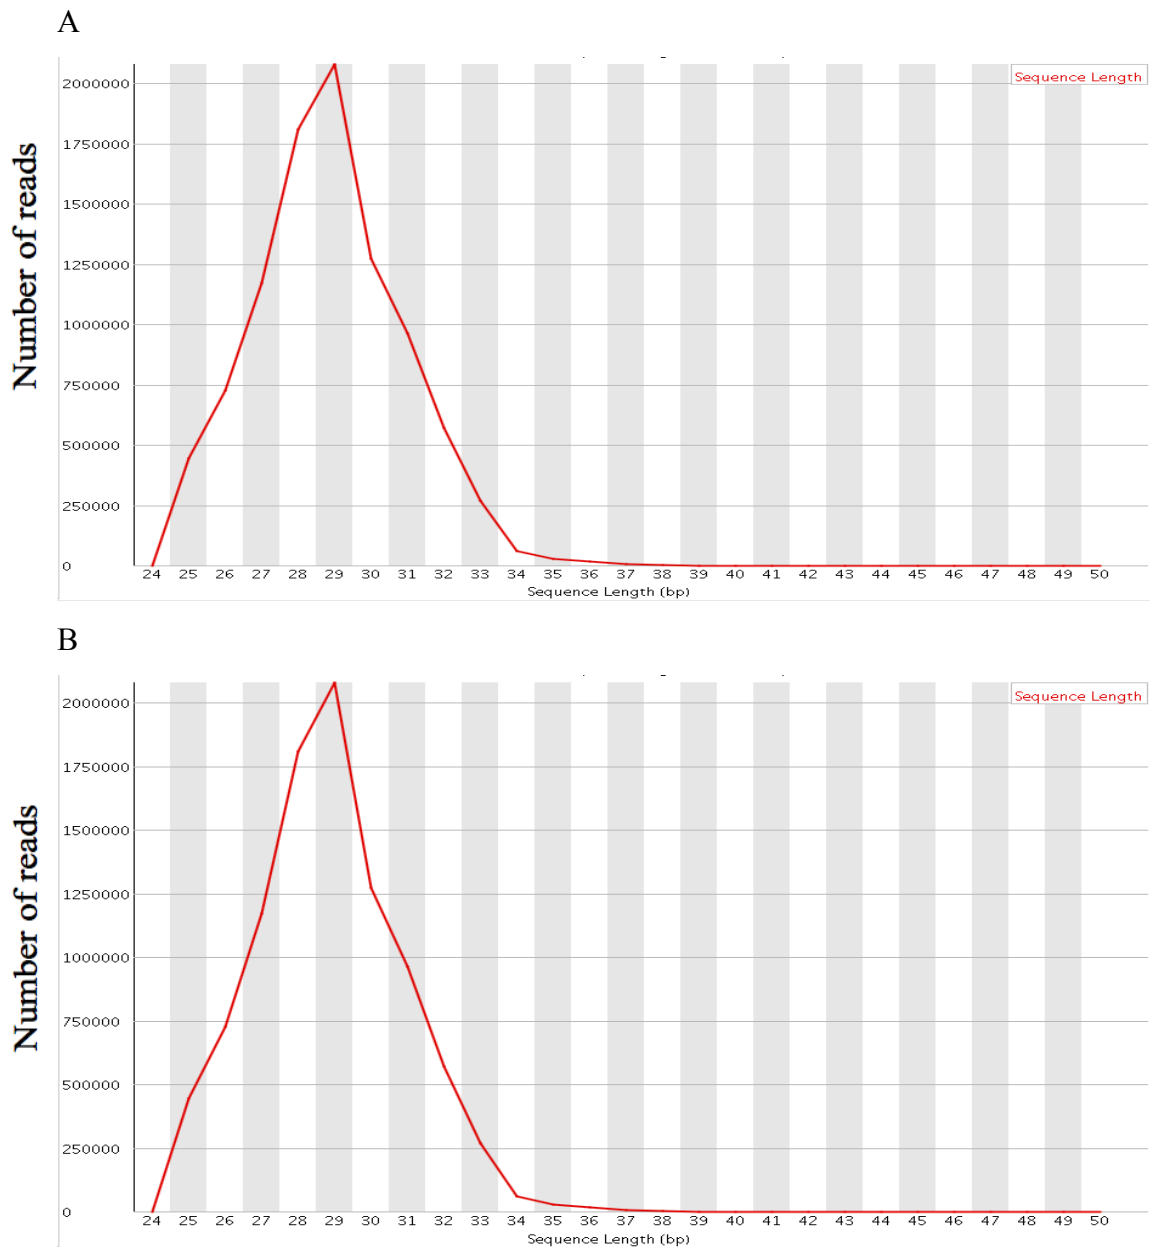 A
Sequence Length
Number of reads
2000000
1750000
1500000
1250000
1000000
750000
500000
250000
0
24 25 26 27 28 29 30 31 32 33 34 35 36 37 38 39 40 41 42 43 44 45 46 47 48 49 50
Sequence Length (bp)
B
Sequence Length
Number of reads
2000000
1750000
1500000
1250000
1000000
750000
500000
250000
0
24 25 26 27 28 29 30 31 32 33 34 35 36 37 38 39 40 41 42 43 44 45 46 47 48 49 50
Sequence Length (bp)